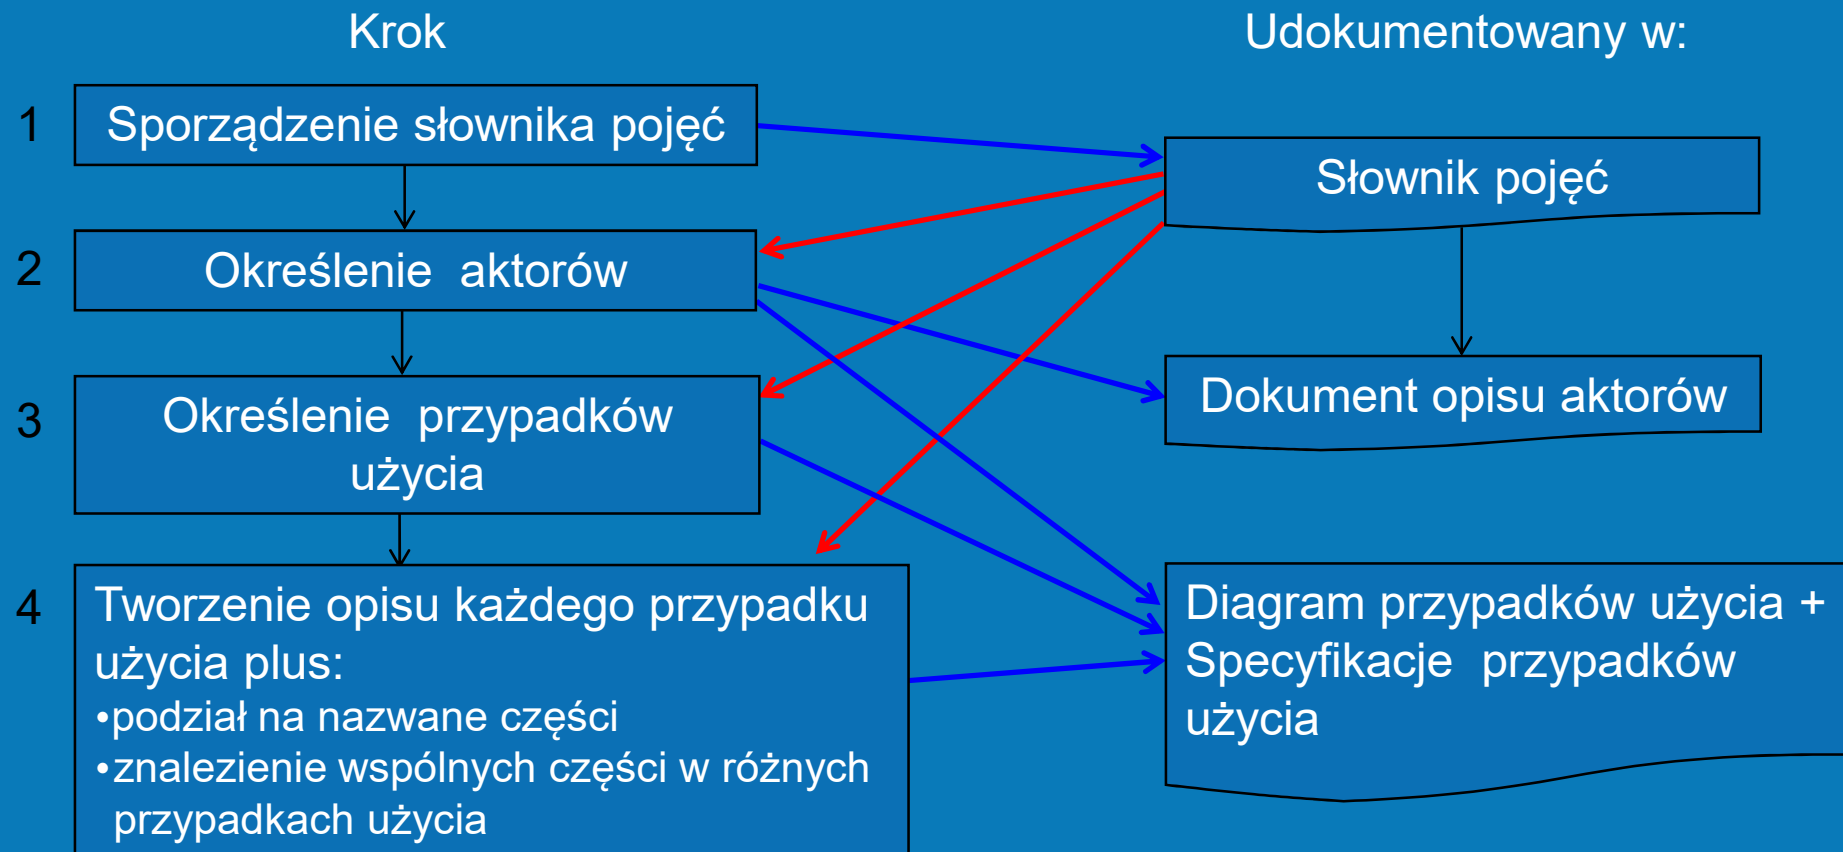 Krok
Udokumentowany w:
1
Sporządzenie słownika pojęć
Słownik pojęć
2
Określenie aktorów
Dokument opisu aktorów
3
Określenie przypadków
użycia
4
Tworzenie opisu każdego przypadku
użycia plus:
•podział na nazwane części
•znalezienie wspólnych części w różnych
przypadkach użycia
Diagram przypadków użycia +
Specyfikacje przypadków
użycia